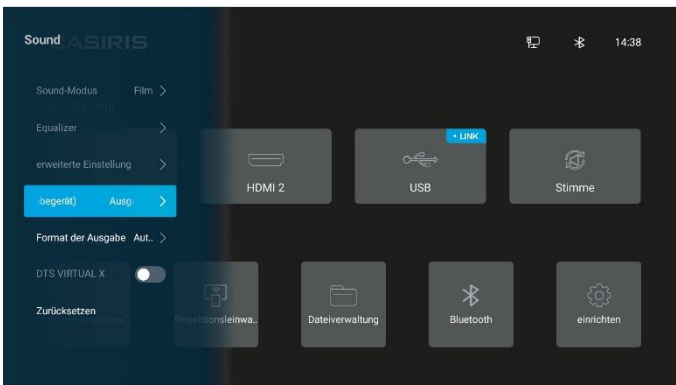 Sound
CASIRIS
14:38
Sound-Modus Film
Equalizer
LINK
erweiterte Einstellung
HDMI 2
USB
Stimme
begerät) Ausg
Format der Ausgabe Aut..
DTS VIRTUAL X
Zurücksetzen
Projektionsleinwa..
Dateiverwaltung
Bluetooth
einrichten